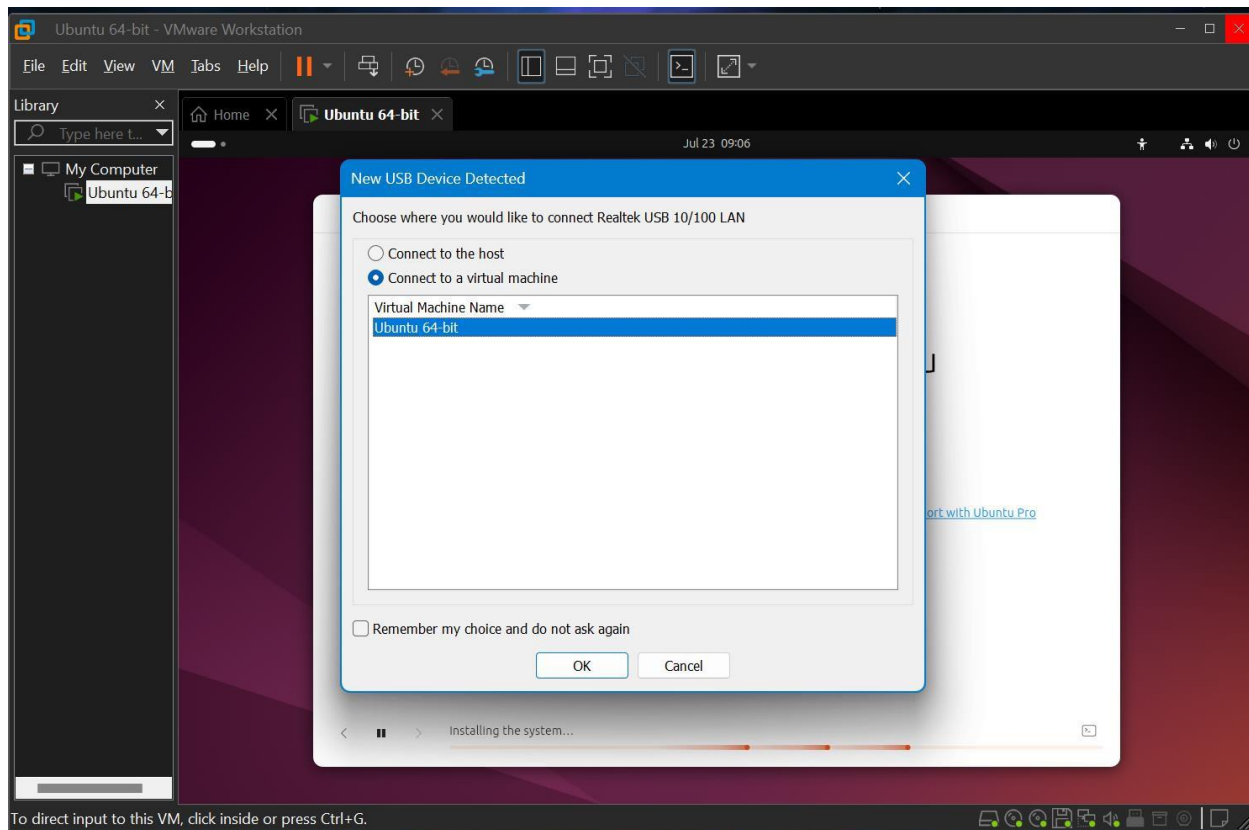 Ubuntu 64-bit - VMware Workstation
File Edit View VM Tabs Help
Library
Home
Ubuntu 64-bit
Type here t...
Jul 23 09:06
My Computer
Ubuntu 64-b
New USB Device Detected
Choose where you would like to connect Realtek USB 10/100 LAN
Connect to the host
Connect to a virtual machine
Virtual Machine Name
Ubuntu 64-bit
ort with Ubuntu Pro
Remember my choice and do not ask again
OK
Cancel
Installing the system...
To direct input to this VM, click inside or press Ctrl+G.